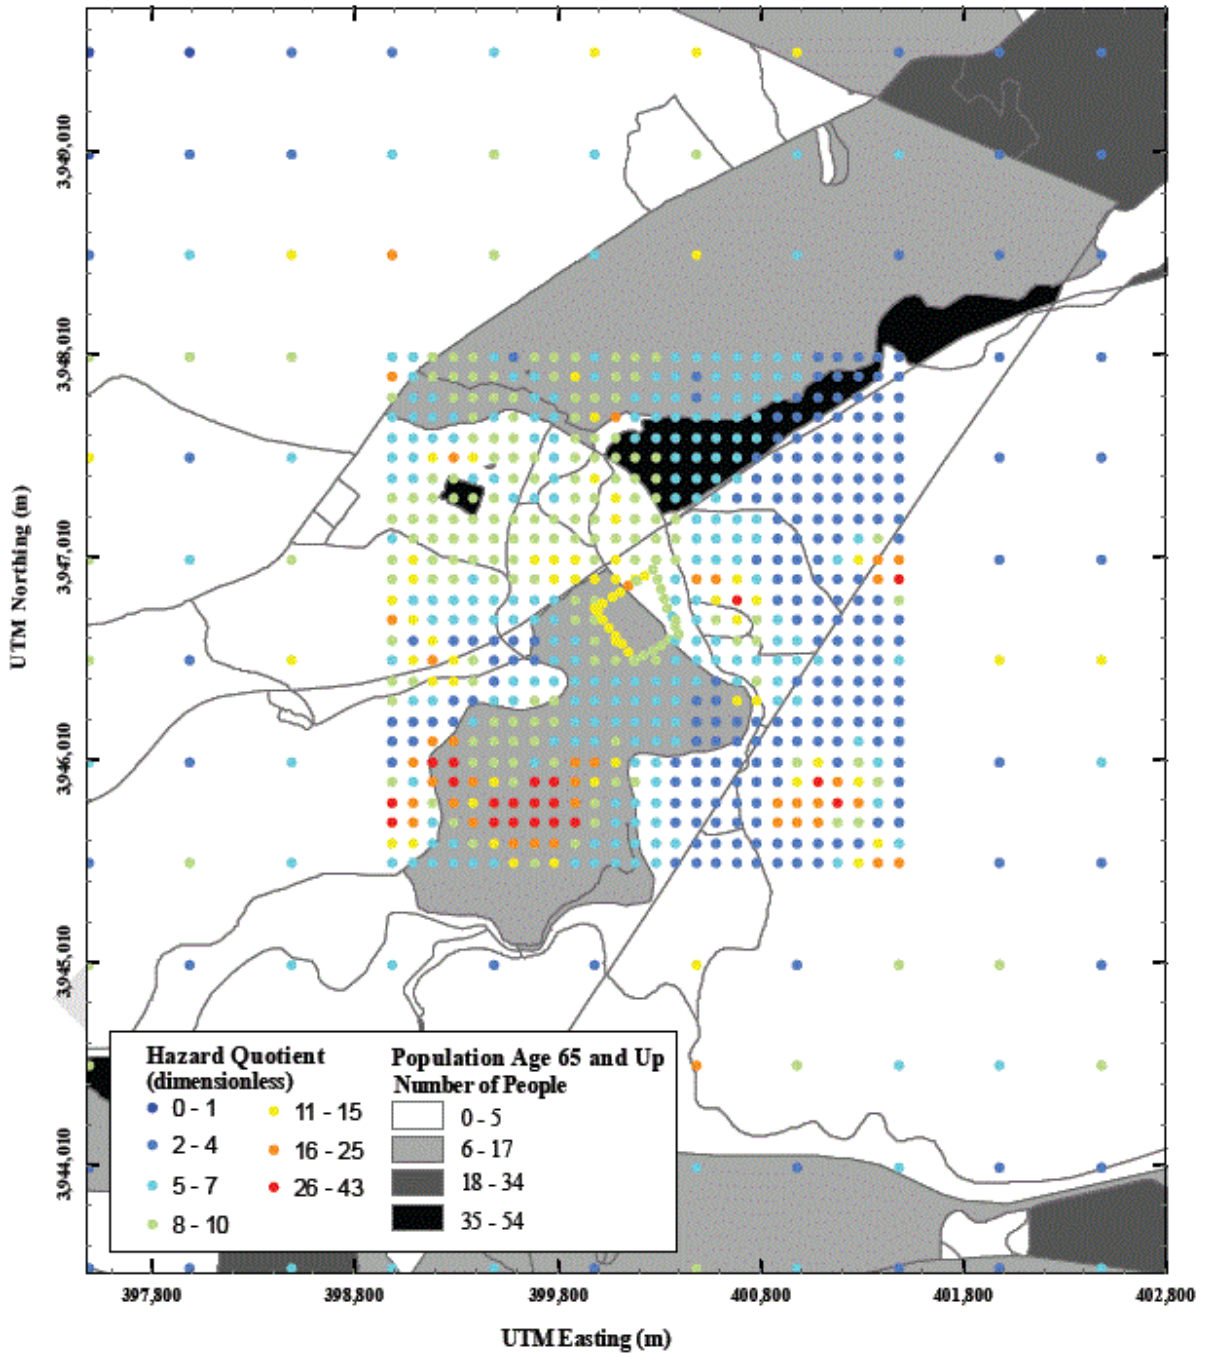 3,949,010
3,948,010
3,947,010
3,946,010
3,945,010
3,944,010
UTM Northing (m)
Hazard Quotient
(dimensionless)
0 - 1
2 - 4
5 - 7
8 - 10
11 - 15
16 - 25
26 - 43
Population Age 65 and Up
Number of People
0 - 5
6 - 17
18 - 34
35 - 54
397,800
398,800
399,800
400,800
401,800
402,800
UTM Easting (m)